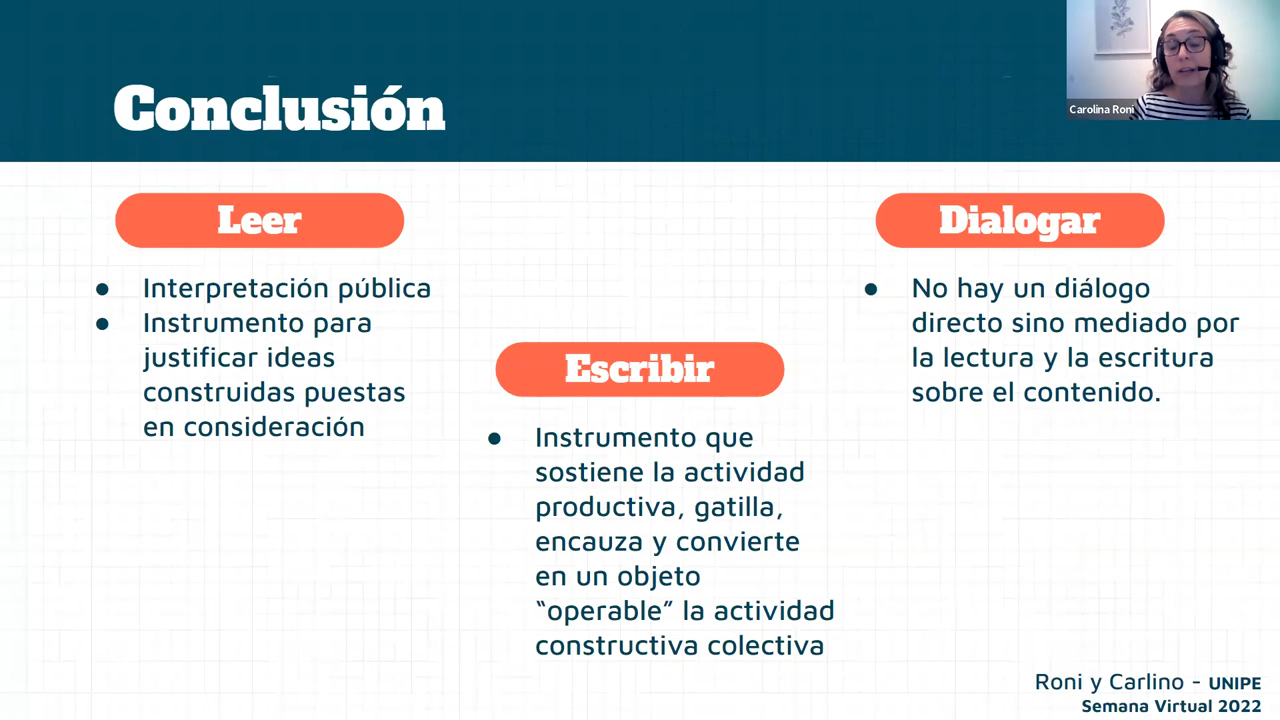 Conclusión
Carolina Roni
Leer
● Interpretación pública
● Instrumento para
justificar ideas
construidas puestas
en consideración
Escribir
● Instrumento que
sostiene la actividad
productiva, gatilla,
encauza y convierte
en un objeto
“operable” la actividad
constructiva colectiva
Dialogar
● No hay un diálogo
directo sino mediado por
la lectura y la escritura
sobre el contenido.
Roni y Carlino - UNIPE
Semana Virtual 2022